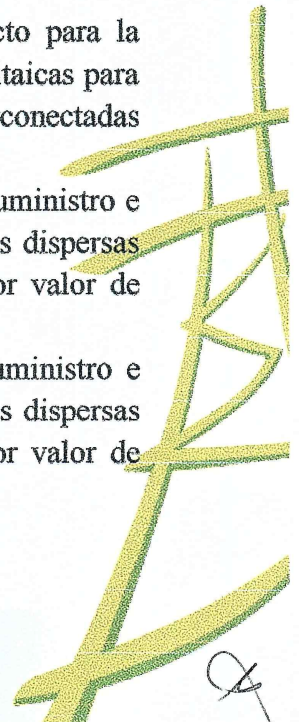 cto para la
taicas para
conectadas
uministro e
s dispersas
or valor de
uministro e
s dispersas
or valor de